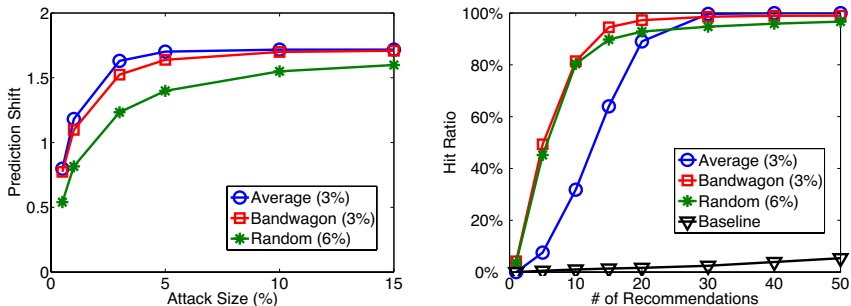 2
1.5
1
0.5
0
Prediction Shift
0 5 10 15
Attack Size (%)
Average (3%)
Bandwagon (3%)
Random (6%)
100%
80%
60%
40%
20%
0%
Hit Ratio
0 10 20 30 40 50
# of Recommendations
Average (3%)
Bandwagon (3%)
Random (6%)
Baseline